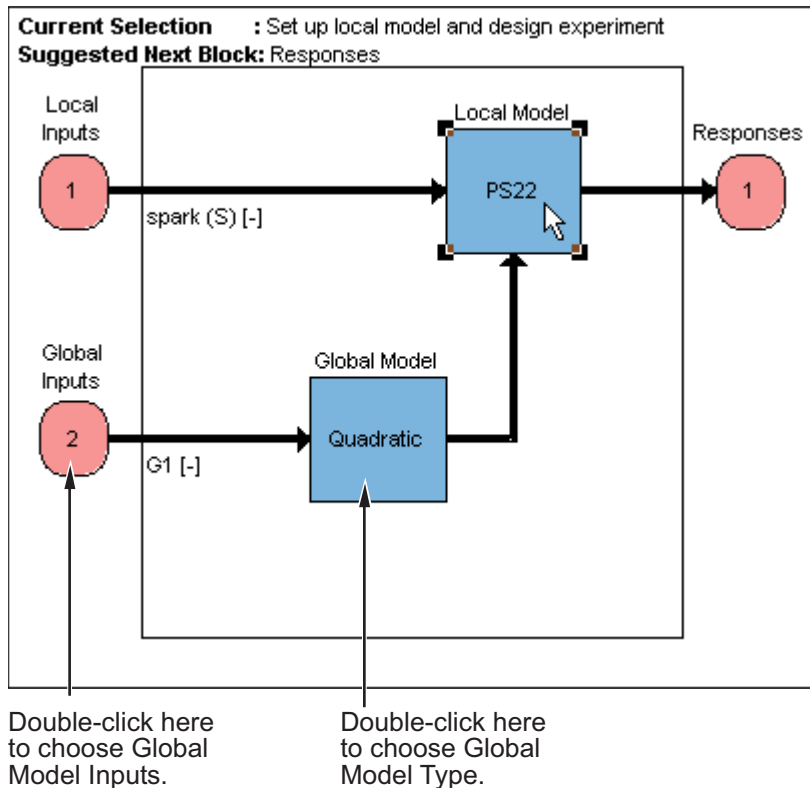 Current Selection : Set up local model and design experiment
Suggested Next Block: Responses
Local
Inputs
1
spark (S) [-]
Local Model
PS22
Responses
1
Global
Inputs
2
G1 [-]
Global Model
Quadratic
Double-click here
to choose Global
Model Inputs.
Double-click here
to choose Global
Model Type.